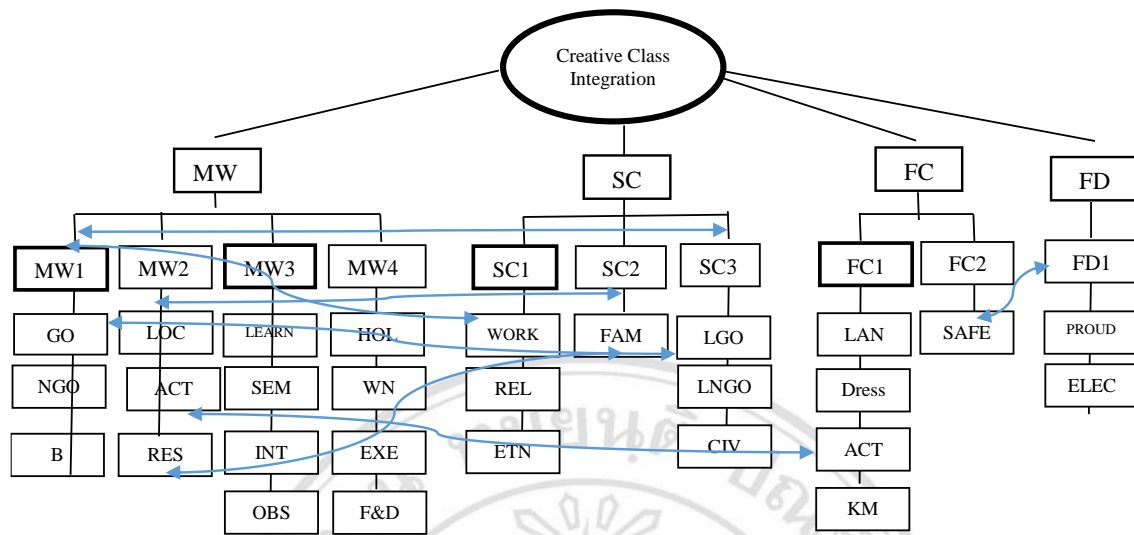 Creative Class
Integration
MW
SC
FC
FD
MW1
MW2
MW3
MW4
SC1
SC2
SC3
FC1
FC2
FD1
GO
LOC
LEARN
HOL
WORK
FAM
LGO
LAN
SAFE
PROUD
NGO
ACT
SEM
WN
REL
LNGO
Dress
ELEC
B
RES
INT
EXE
ETN
CIV
ACT
OBS
F&D
KM